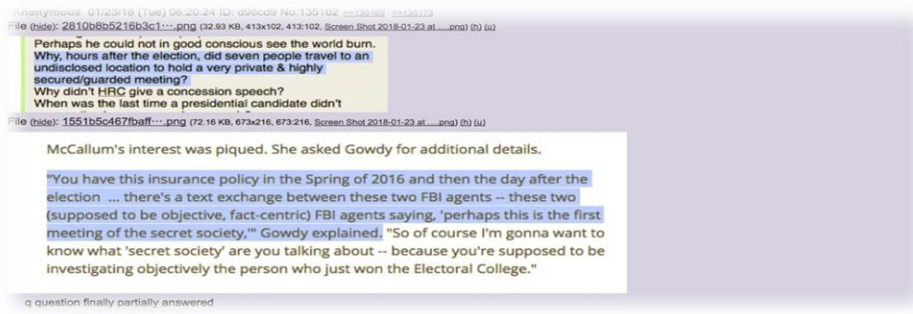 Anonymous 01/23/18 (Tue) 08:20:24 ID: d96cd9 No.135162 >>135169 >>135173
File (hide): 2810b8b5216b3c1⋯.png (32.93 KB, 413x102, 413:102, Screen Shot 2018-01-23 at ….png) (h) (u)
Perhaps he could not in good conscious see the world burn.
Why, hours after the election, did seven people travel to an
undisclosed location to hold a very private & highly
secured/guarded meeting?
Why didn't HRC give a concession speech?
When was the last time a presidential candidate didn't
File (hide): 1551b5c467fbaff⋯.png (72.16 KB, 673x216, 673:216, Screen Shot 2018-01-23 at ….png) (h) (u)
McCallum's interest was piqued. She asked Gowdy for additional details.
"You have this insurance policy in the Spring of 2016 and then the day after the
election ... there's a text exchange between these two FBI agents -- these two
(supposed to be objective, fact-centric) FBI agents saying, 'perhaps this is the first
meeting of the secret society,'" Gowdy explained. "So of course I'm gonna want to
know what 'secret society' are you talking about -- because you're supposed to be
investigating objectively the person who just won the Electoral College."
q question finally partially answered